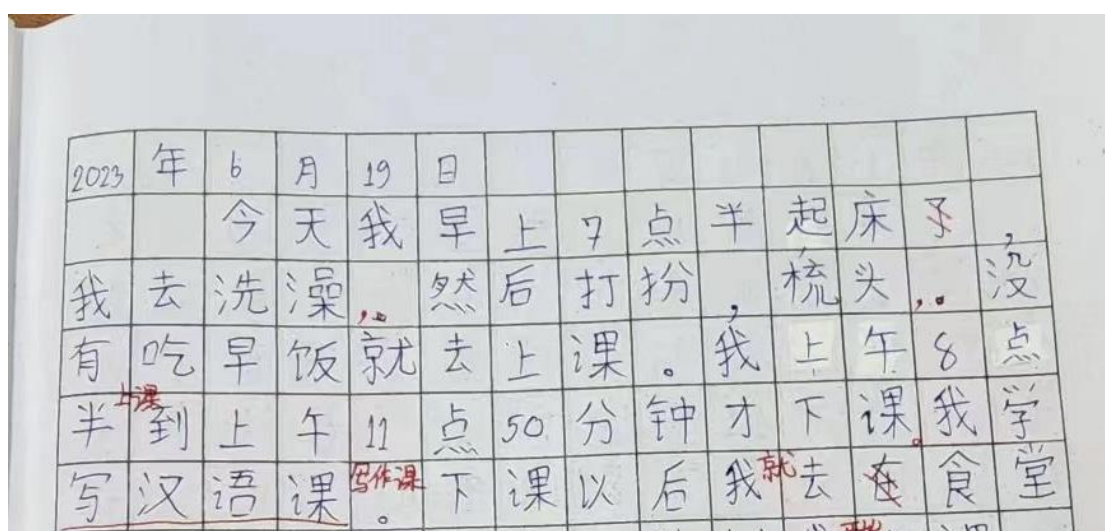 2023年6月19日
今天我早上7点半起床了,
我去洗澡,。然后打扮,梳头,。没
有吃早饭就去上课。我上午8点
半上课到上午11点50分钟才下课。我学
写汉语课写作课。下课以后我就去在食堂